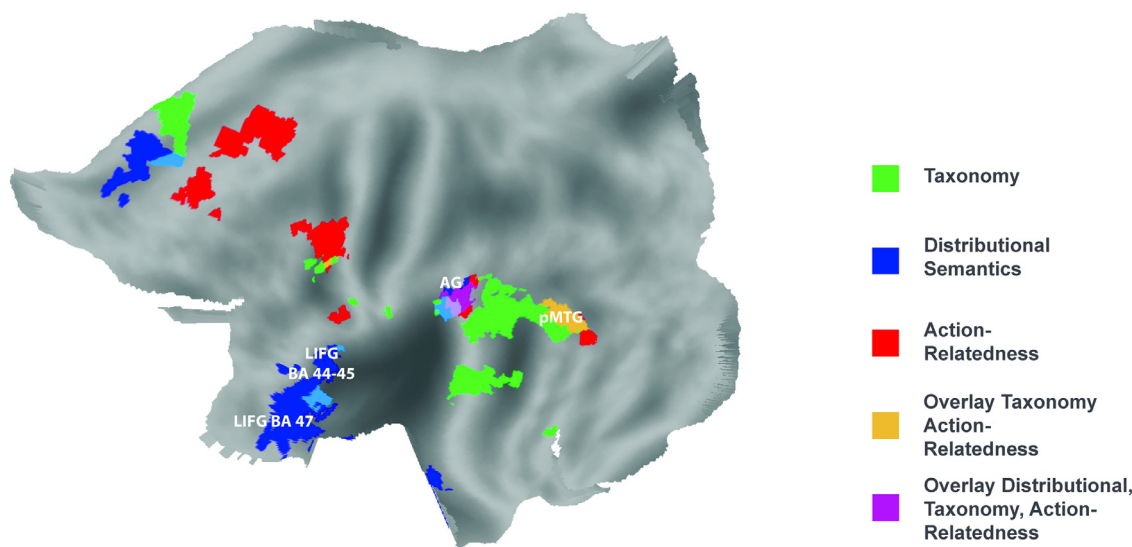 AG
pMTG
LIFG
BA 44-45
LIFG BA 47
Taxonomy
Distributional
Semantics
Action-
Relatedness
Overlay Taxonomy
Action-
Relatedness
Overlay Distributional,
Taxonomy, Action-
Relatedness